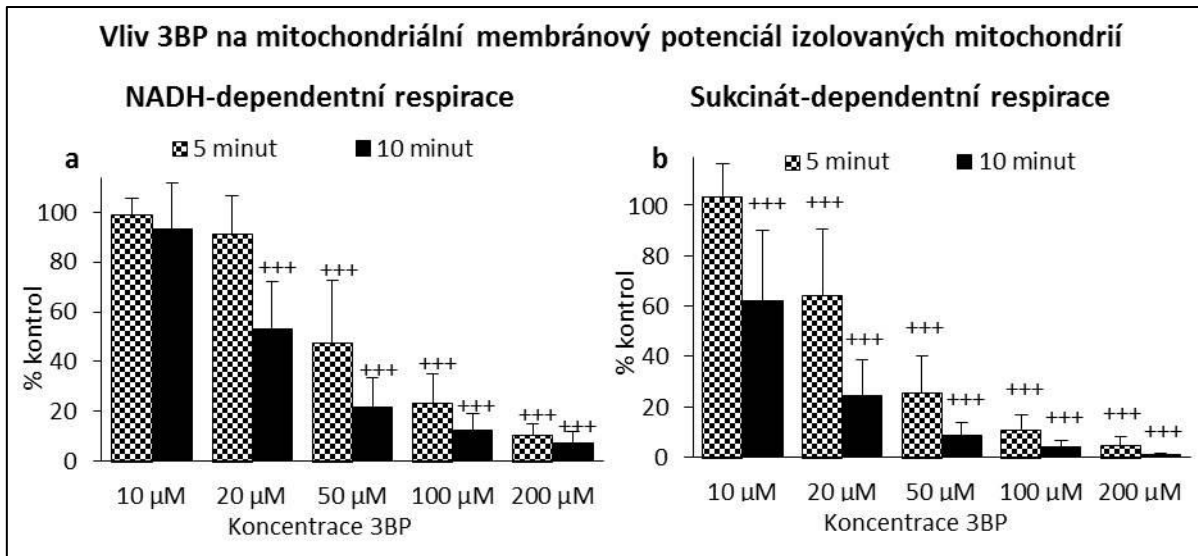 Vliv 3BP na mitochondriální membránový potenciál izolovaných mitochondrií
NADH-dependentní respirace
a
5 minut
10 minut
% kontrol
100
80
60
40
20
0
+++
+++
+++
+++
+++
+++
+++
10 µM
20 µM
50 µM
100 µM
200 µM
Koncentrace 3BP
Sukcinát-dependentní respirace
b
5 minut
10 minut
% kontrol
100
80
60
40
20
0
+++
+++
+++
+++
+++
+++
+++
+++
+++
10 µM
20 µM
50 µM
100 µM
200 µM
Koncentrace 3BP